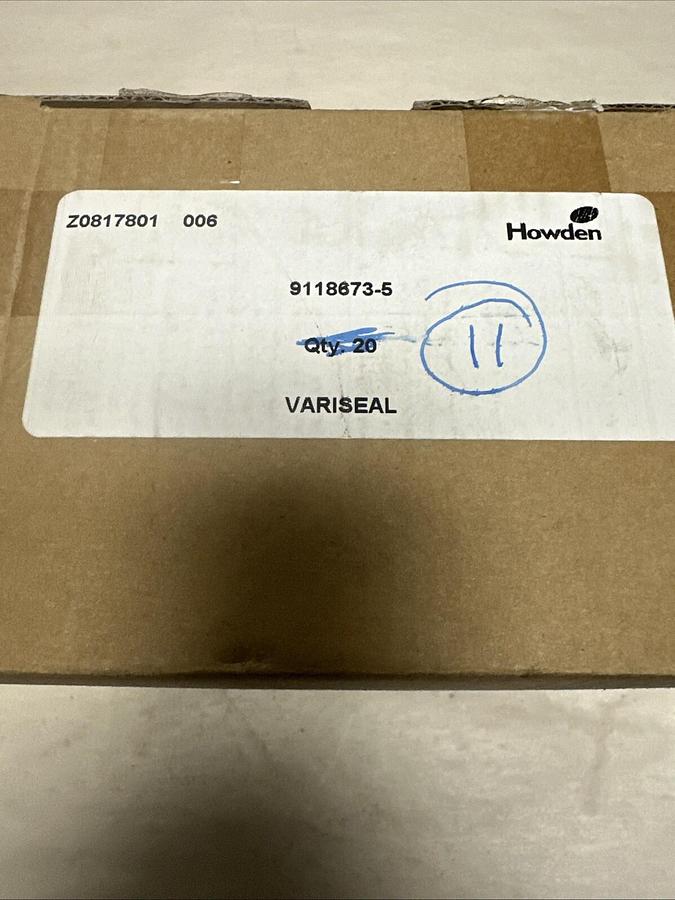 Z0817801 006
Howden
9118673-5
Qty. 20
11
VARISEAL